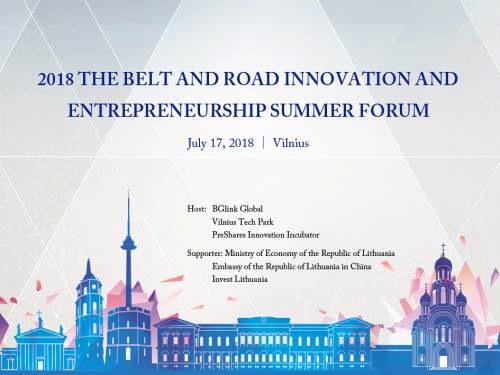 2018 THE BELT AND ROAD INNOVATION AND
ENTREPRENEURSHIP SUMMER FORUM
July 17, 2018 | Vilnius
Host: BGlink Global
Vilnius Tech Park
PreShares Innovation Incubator
Supporter: Ministry of Economy of the Republic of Lithuania
Embassy of the Republic of Lithuania in China
Invest Lithuania